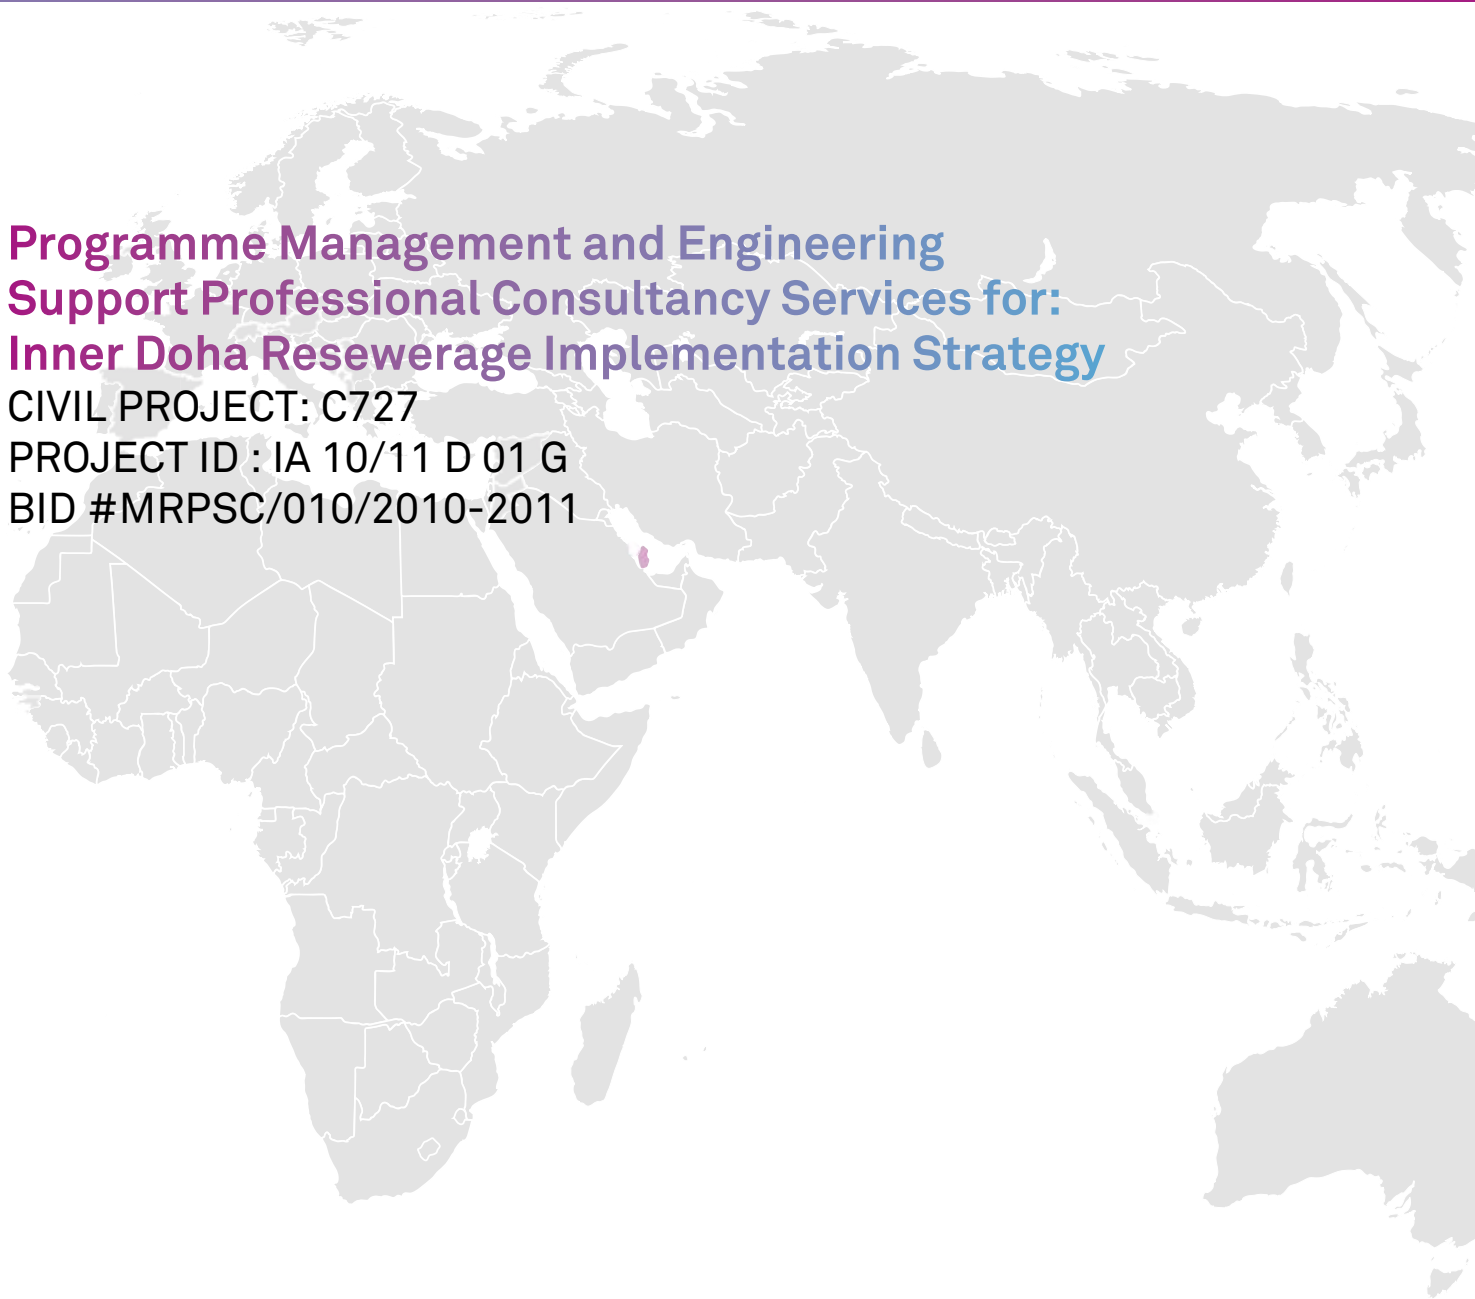 Programme Management and Engineering
Support Professional Consultancy Services for:
Inner Doha Resewerage Implementation Strategy
CIVIL PROJECT: C727
PROJECT ID : IA 10/11 D 01 G
BID #MRPSC/010/2010-2011